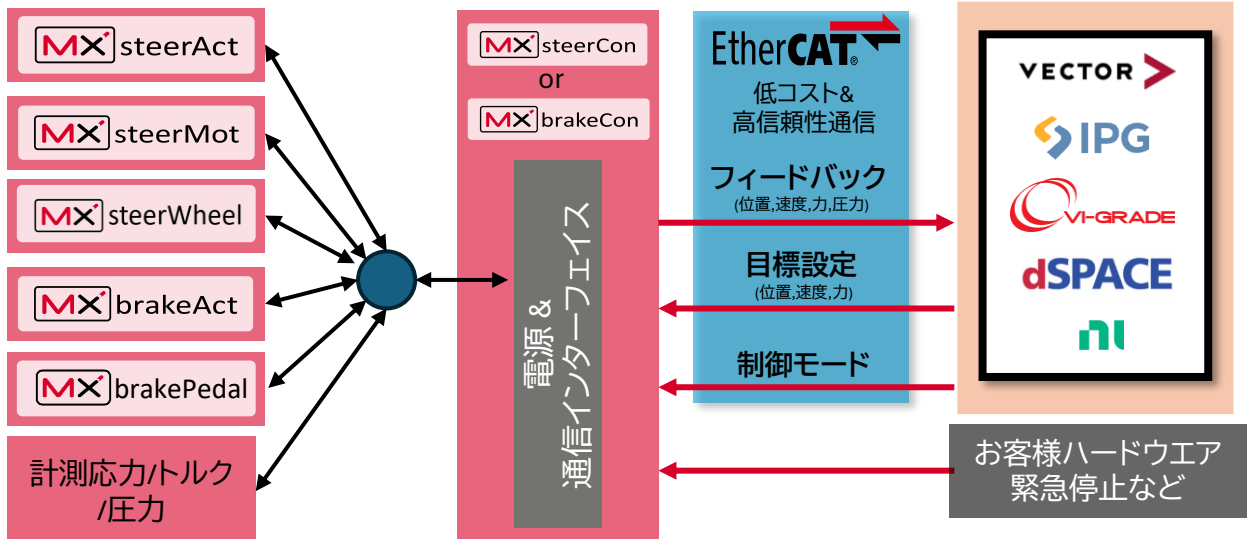 MX steerAct
MX steerMot
MX steerWheel
MX brakeAct
MX brakePedal
計測応力/トルク
/圧力
MX steerCon
or
MX brakeCon
電源 &
通信インターフェイス
EtherCAT®
低コスト&
高信頼性通信
フィードバック
(位置,速度,力,圧力)
目標設定
(位置,速度,力)
制御モード
VECTOR
IPG
VI-GRADE
dSPACE
ni
お客様ハードウエア
緊急停止など